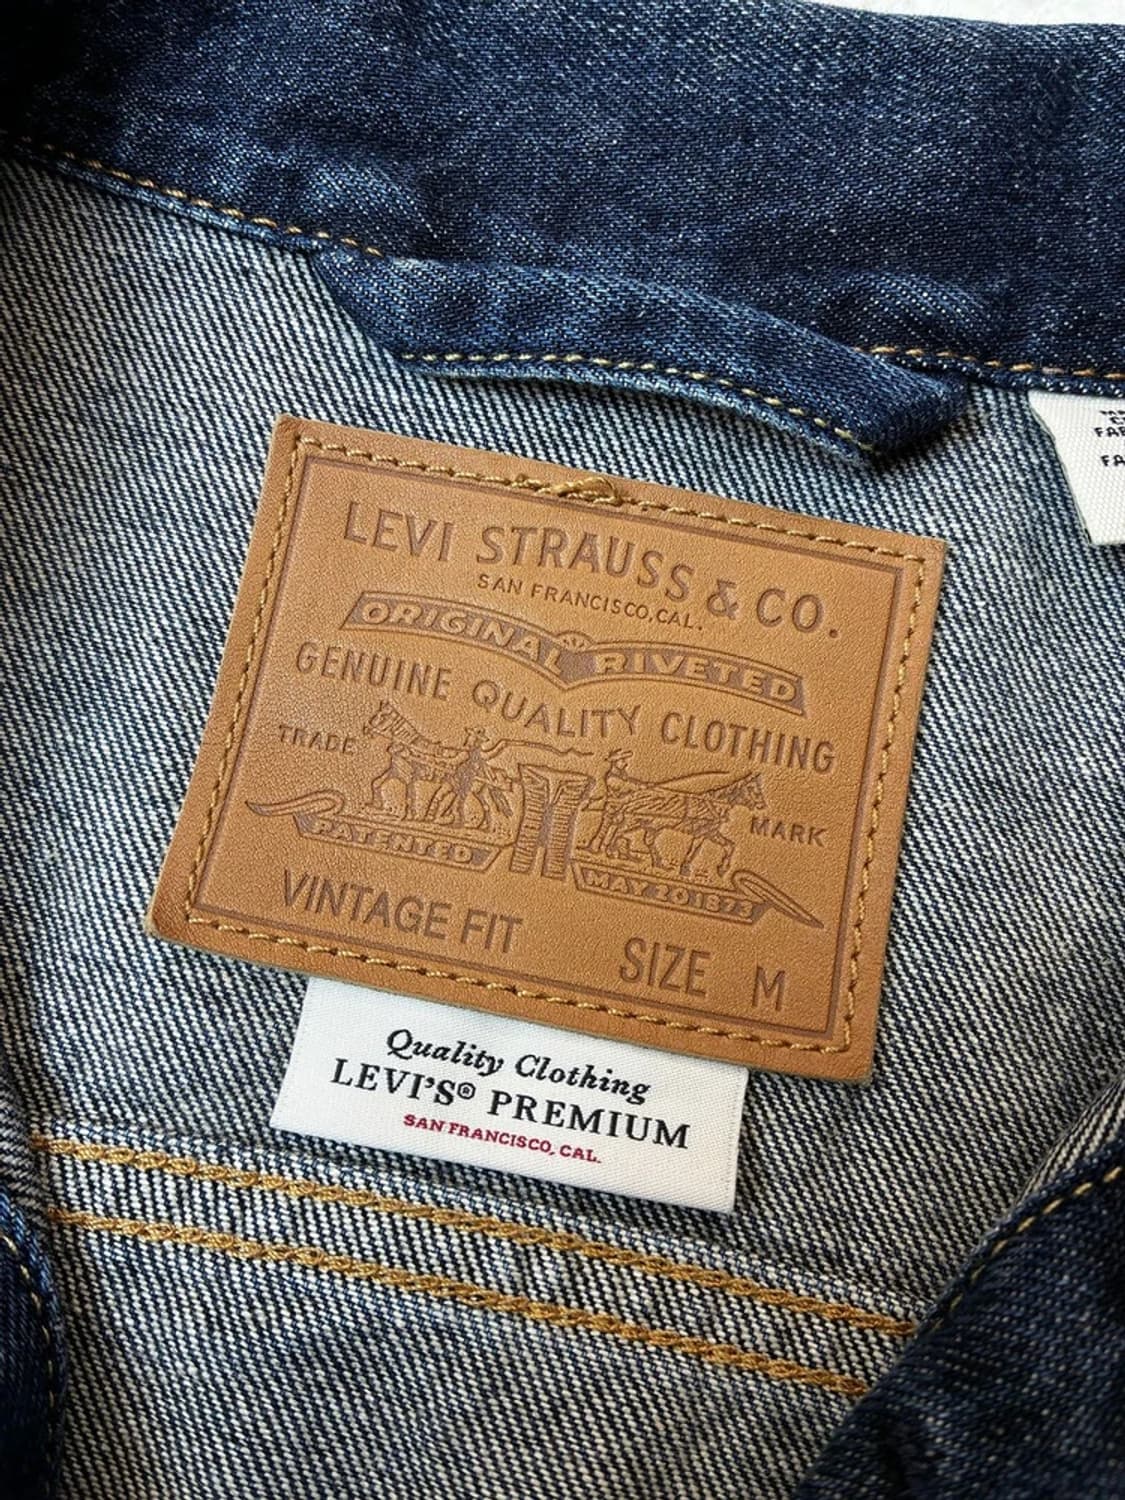 LEVI STRAUSS & CO.
SAN FRANCISCO, CAL.
ORIGINAL RIVETED
GENUINE QUALITY CLOTHING
TRADE MARK
PATENTED MAY 20 1873
VINTAGE FIT SIZE M
Quality Clothing
LEVI'S® PREMIUM
SAN FRANCISCO, CAL.
FA